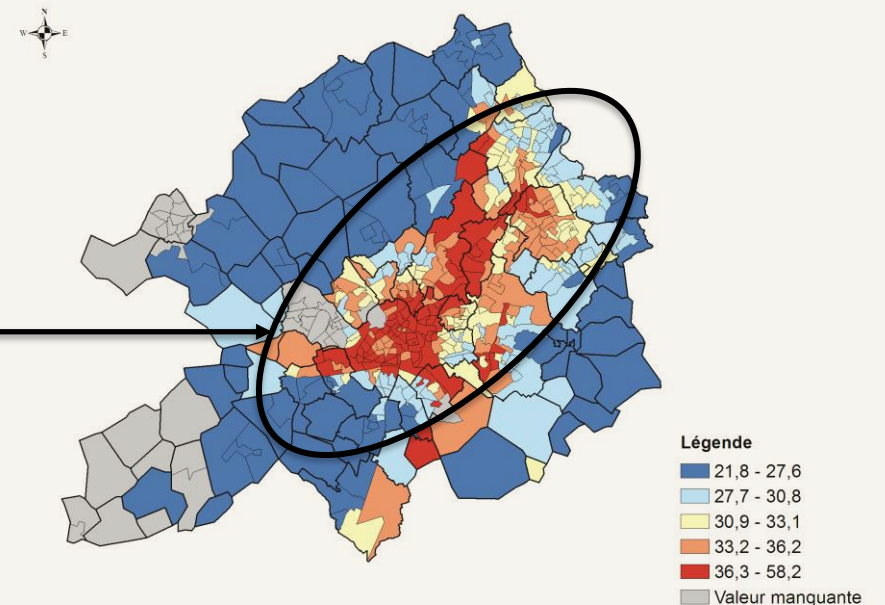 N
W E
S
Légende
21,8 - 27,6
27,7 - 30,8
30,9 - 33,1
33,2 - 36,2
36,3 - 58,2
Valeur manquante